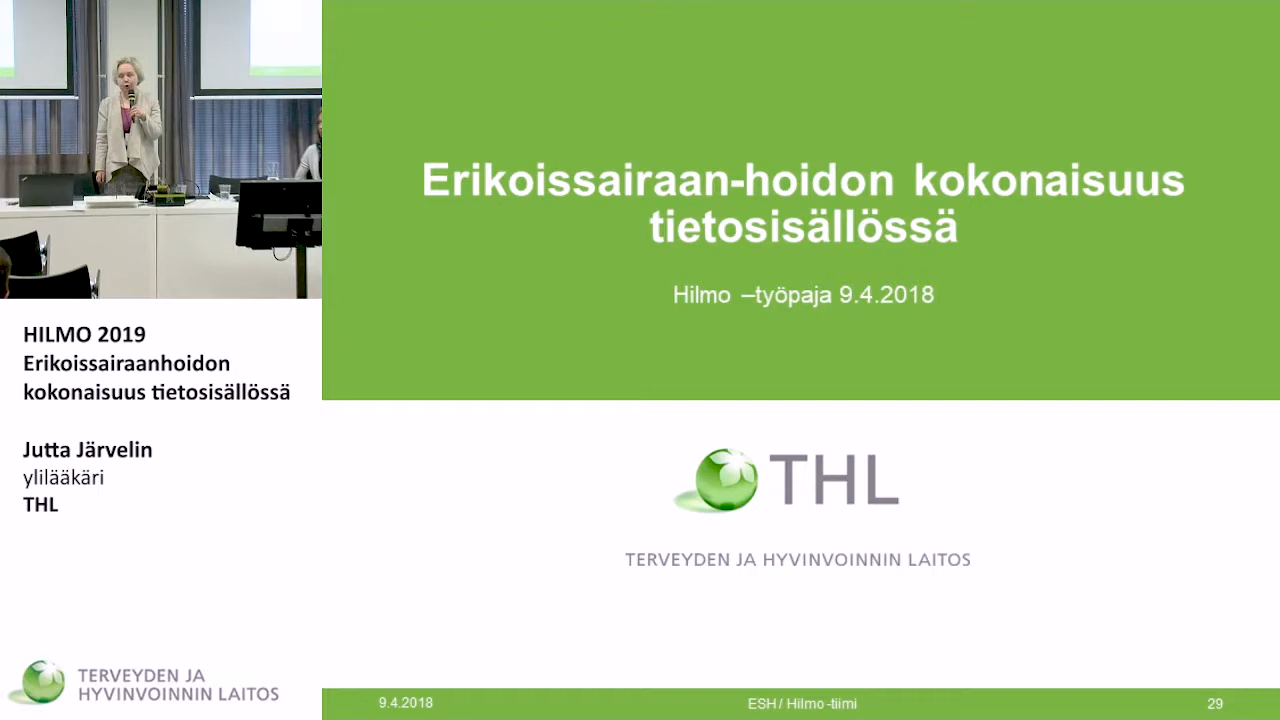 HILMO 2019
Erikoissairaanhoidon
kokonaisuus tietosisällössä
Jutta Järvelin
ylilääkäri
THL
TERVEYDEN JA
HYVINVOINNIN LAITOS
Erikoissairaan-hoidon kokonaisuus
tietosisällössä
Hilmo –työpaja 9.4.2018
THL
TERVEYDEN JA HYVINVOINNIN LAITOS
9.4.2018
ESH / Hilmo -tiimi
29